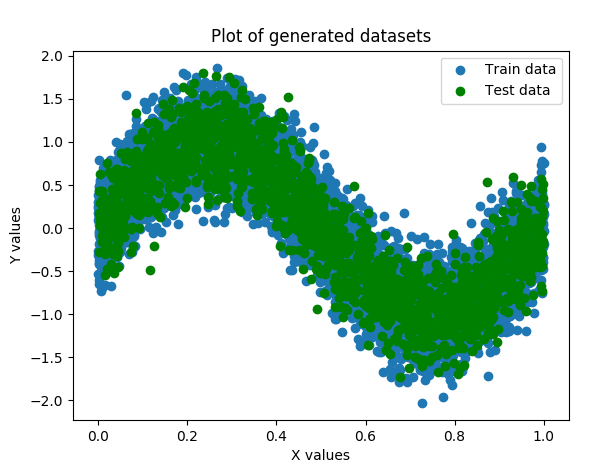 Plot of generated datasets
Train data
Test data
Y values
2.0
1.5
1.0
0.5
0.0
−0.5
−1.0
−1.5
−2.0
0.0 0.2 0.4 0.6 0.8 1.0
X values